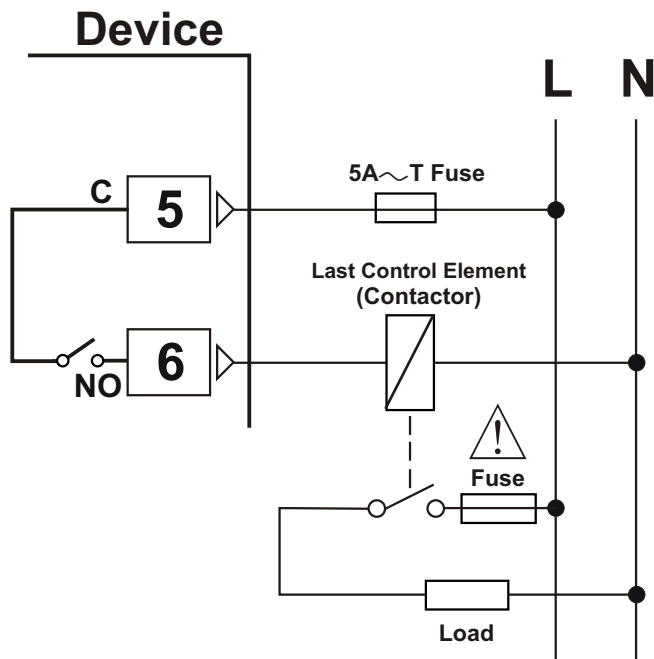 Device
L N
C
5
5A～T Fuse
Last Control Element
(Contactor)
6
NO
!
Fuse
Load